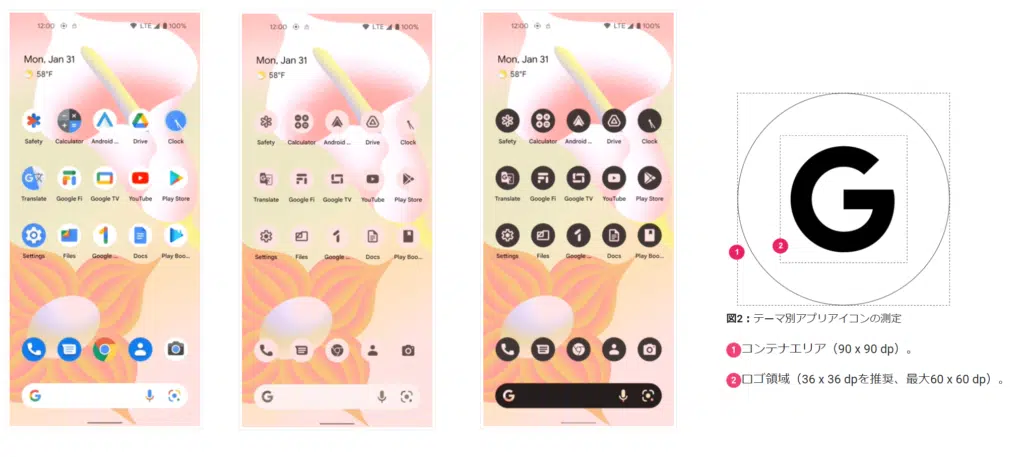 12:00
LTE
100%
Mon, Jan 31
58°F
Safety Calculator Android ... Drive Clock
Translate Google Fi Google TV YouTube Play Store
Settings Files Google ... Docs Play Boo...
12:00
LTE
100%
Mon, Jan 31
58°F
Safety Calculator Android ... Drive Clock
Translate Google Fi Google TV YouTube Play Store
Settings Files Google ... Docs Play Boo...
12:00
LTE
100%
Mon, Jan 31
58°F
Safety Calculator Android ... Drive Clock
Translate Google Fi Google TV YouTube Play Store
Settings Files Google ... Docs Play Boo...
G
1
2
図2：テーマ別アプリアイコンの測定
1 コンテナエリア（90 x 90 dp）。
2 ロゴ領域（36 x 36 dpを推奨、最大60 x 60 dp）。